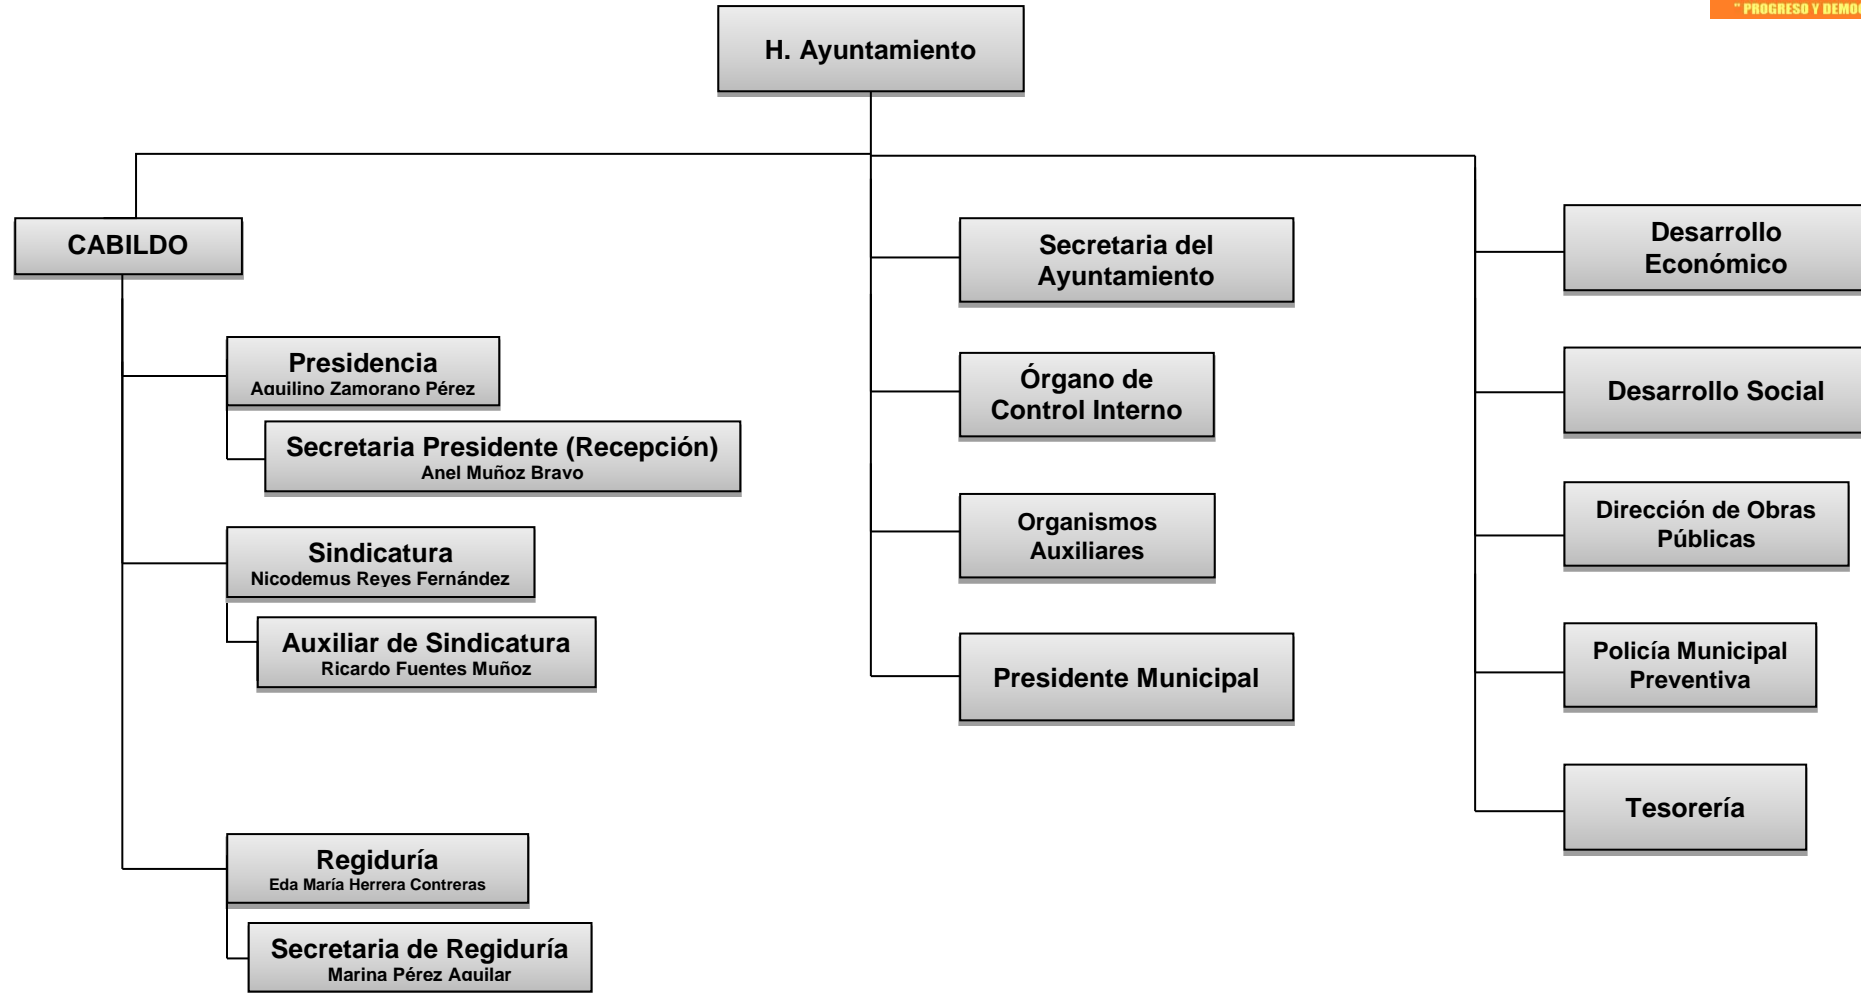 " PROGRESO Y
H. Ayuntamiento
CABILDO
Presidencia
Aquilino Zamorano Pérez
Secretaria Presidente (Recepción)
Anel Muñoz Bravo
Sindicatura
Nicodemus Reyes Fernández
Auxiliar de Sindicatura
Ricardo Fuentes Muñoz
Regiduría
Eda María Herrera Contreras
Secretaria de Regiduría
Marina Pérez Aguilar
Secretaria del
Ayuntamiento
Órgano de
Control Interno
Organismos
Auxiliares
Presidente Municipal
Desarrollo
Económico
Desarrollo Social
Dirección de Obras
Públicas
Policía Municipal
Preventiva
Tesorería